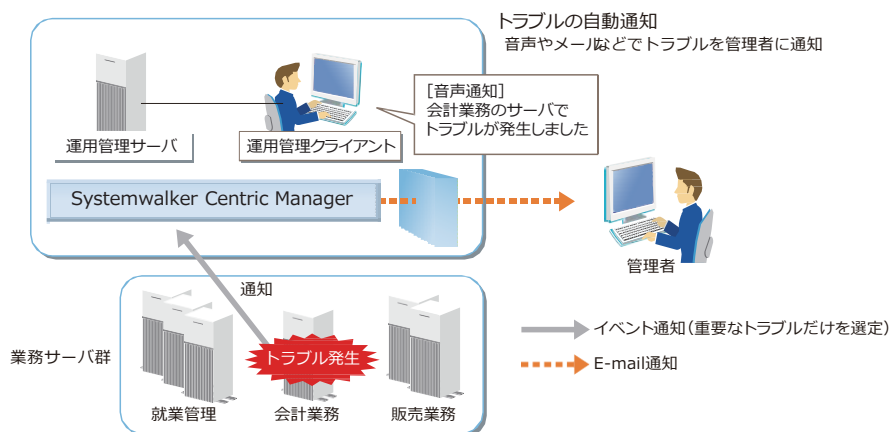 トラブルの自動通知
音声やメールなどでトラブルを管理者に通知
[音声通知]
会計業務のサーバで
トラブルが発生しました
運用管理サーバ
運用管理クライアント
Systemwalker Centric Manager
管理者
通知
業務サーバ群
トラブル発生
就業管理
会計業務
販売業務
イベント通知(重要なトラブルだけを選定)
E-mail通知